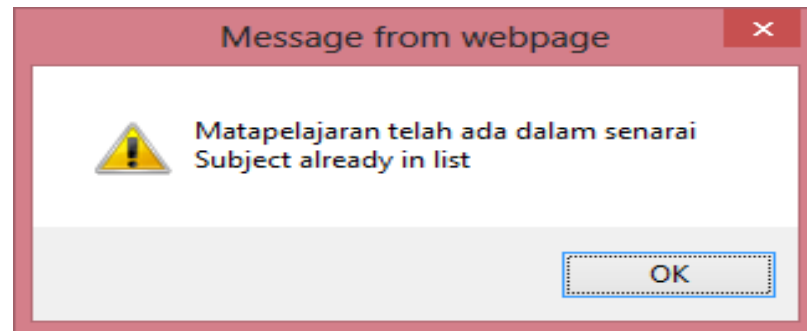 Message from webpage
Matapelajaran telah ada dalam senarai
Subject already in list
OK